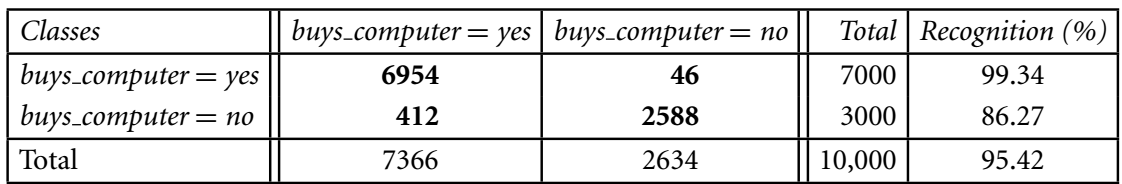 Classes buys_computer = yes buys_computer = no Total Recognition (%)
buys_computer = yes 6954 46 7000 99.34
buys_computer = no 412 2588 3000 86.27
Total 7366 2634 10,000 95.42